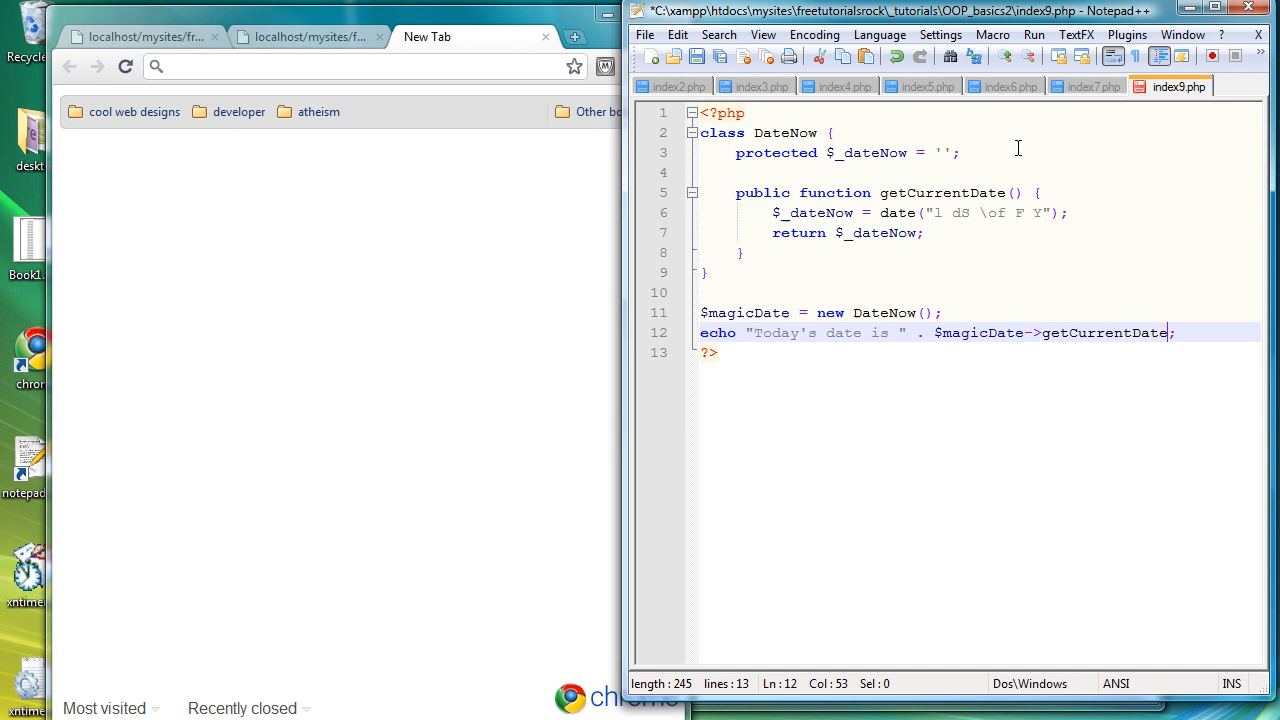 Recycle
deskt
Book1.
chron
notepad
xntime
xntime
localhost/mysites/fr...
localhost/mysites/f...
New Tab
cool web designs
developer
atheism
Other bo
Most visited
Recently closed
chrome
*C:\xampp\htdocs\mysites\freetutorialsrock\_tutorials\OOP_basics2\index9.php - Notepad++
File Edit Search View Encoding Language Settings Macro Run TextFX Plugins Window ? X
index2.php index3.php index4.php index5.php index6.php index7.php index9.php
1 <?php
2 class DateNow {
3 protected $_dateNow = '';
4
5 public function getCurrentDate() {
6 $_dateNow = date("l dS \of F Y");
7 return $_dateNow;
8 }
9 }
10
11 $magicDate = new DateNow();
12 echo "Today's date is " . $magicDate->getCurrentDate;
13 ?>
length : 245 lines : 13 Ln : 12 Col : 53 Sel : 0 Dos\Windows ANSI INS